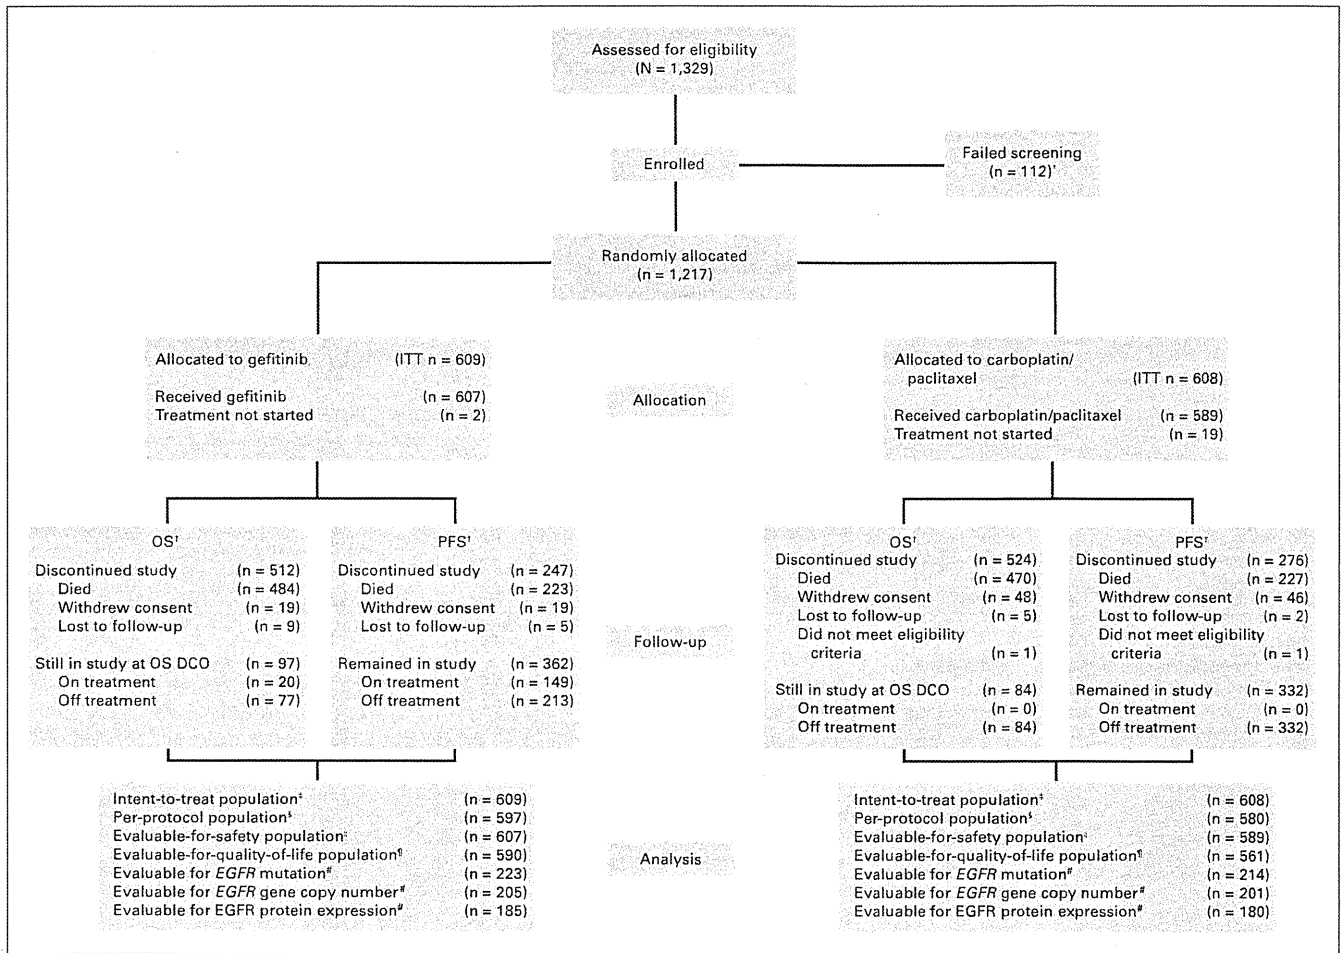 Assessed for eligibility
(N = 1,329)
Enrolled
Failed screening
(n = 112)*
Randomly allocated
(n = 1,217)
Allocated to gefitinib (ITT n = 609)
Received gefitinib (n = 607)
Treatment not started (n = 2)
Allocation
Allocated to carboplatin/
paclitaxel (ITT n = 608)
Received carboplatin/paclitaxel (n = 589)
Treatment not started (n = 19)
OS†
Discontinued study (n = 512)
Died (n = 484)
Withdrew consent (n = 19)
Lost to follow-up (n = 9)
Still in study at OS DCO (n = 97)
On treatment (n = 20)
Off treatment (n = 77)
PFS†
Discontinued study (n = 247)
Died (n = 223)
Withdrew consent (n = 19)
Lost to follow-up (n = 5)
Remained in study (n = 362)
On treatment (n = 149)
Off treatment (n = 213)
Follow-up
OS†
Discontinued study (n = 524)
Died (n = 470)
Withdrew consent (n = 48)
Lost to follow-up (n = 5)
Did not meet eligibility
criteria (n = 1)
Still in study at OS DCO (n = 84)
On treatment (n = 0)
Off treatment (n = 84)
PFS†
Discontinued study (n = 276)
Died (n = 227)
Withdrew consent (n = 46)
Lost to follow-up (n = 2)
Did not meet eligibility
criteria (n = 1)
Remained in study (n = 332)
On treatment (n = 0)
Off treatment (n = 332)
Intent-to-treat population‡ (n = 609)
Per-protocol population§ (n = 597)
Evaluable-for-safety population (n = 607)
Evaluable-for-quality-of-life population¶ (n = 590)
Evaluable for EGFR mutation# (n = 223)
Evaluable for EGFR gene copy number# (n = 205)
Evaluable for EGFR protein expression# (n = 185)
Analysis
Intent-to-treat population‡ (n = 608)
Per-protocol population§ (n = 580)
Evaluable-for-safety population (n = 589)
Evaluable-for-quality-of-life population¶ (n = 561)
Evaluable for EGFR mutation# (n = 214)
Evaluable for EGFR gene copy number# (n = 201)
Evaluable for EGFR protein expression# (n = 180)